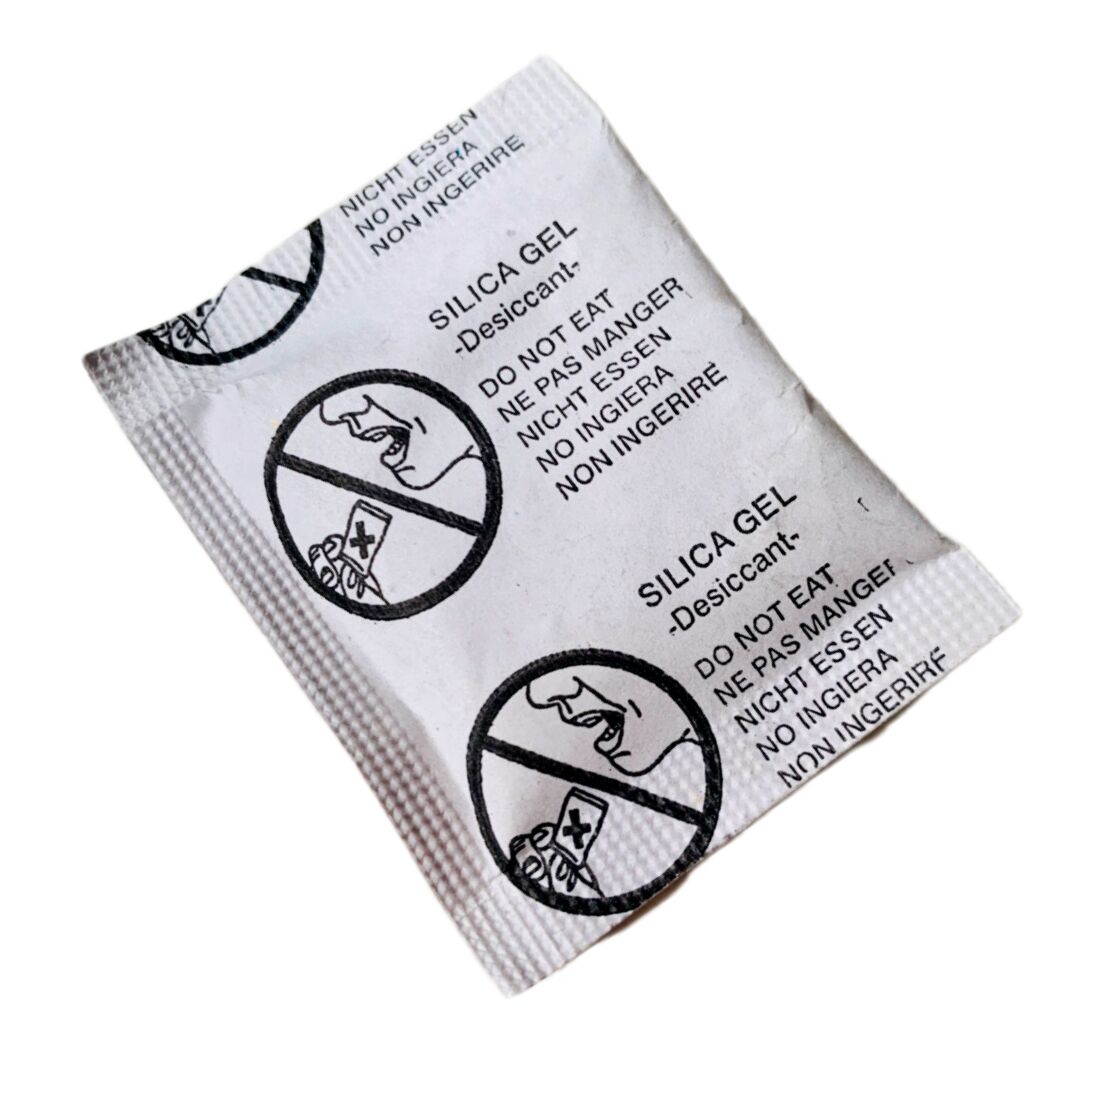 NICHT ESSEN
NO INGIERA
NON INGERIRE
SILICA GEL
-Desiccant-
DO NOT EAT
NE PAS MANGER
NICHT ESSEN
NO INGIERA
NON INGERIRE
SILICA GEL
-Desiccant-
DO NOT EAT
NE PAS MANGER
NICHT ESSEN
NO INGIERA
NON INGERIRE